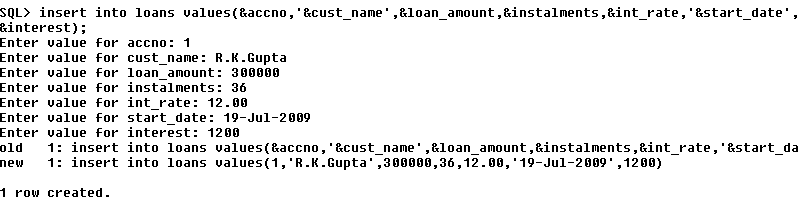 SQL> insert into loans values(&accno,'&cust_name',&loan_amount,&instalments,&int_rate,'&start_date',
&interest);
Enter value for accno: 1
Enter value for cust_name: R.K.Gupta
Enter value for loan_amount: 300000
Enter value for instalments: 36
Enter value for int_rate: 12.00
Enter value for start_date: 19-Jul-2009
Enter value for interest: 1200
old   1: insert into loans values(&accno,'&cust_name',&loan_amount,&instalments,&int_rate,'&start_da
new   1: insert into loans values(1,'R.K.Gupta',300000,36,12.00,'19-Jul-2009',1200)
1 row created.